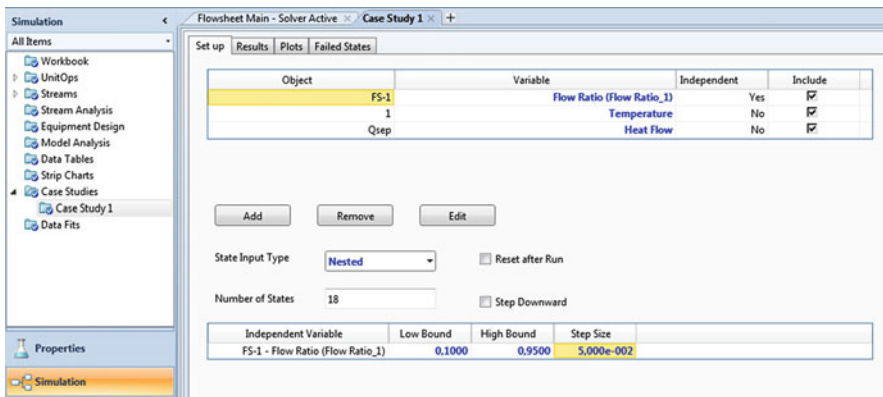 Simulation
All Items
Workbook
UnitOps
Streams
Stream Analysis
Equipment Design
Model Analysis
Data Tables
Strip Charts
Case Studies
Case Study 1
Data Fits
Properties
Simulation
Flowsheet Main - Solver Active Case Study 1 +
Set up Results Plots Failed States
Object Variable Independent Include
FS-1 Flow Ratio (Flow Ratio_1) Yes
1 Temperature No
Qsep Heat Flow No
Add Remove Edit
State Input Type Nested Reset after Run
Number of States 18 Step Downward
Independent Variable Low Bound High Bound Step Size
FS-1 - Flow Ratio (Flow Ratio_1) 0,1000 0,9500 5,000e-002